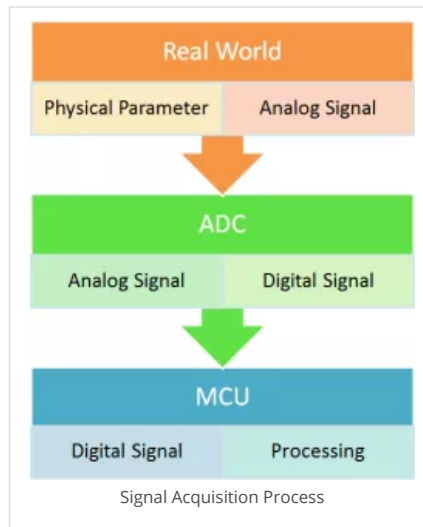 Real World
Physical Parameter Analog Signal
ADC
Analog Signal Digital Signal
MCU
Digital Signal Processing
Signal Acquisition Process